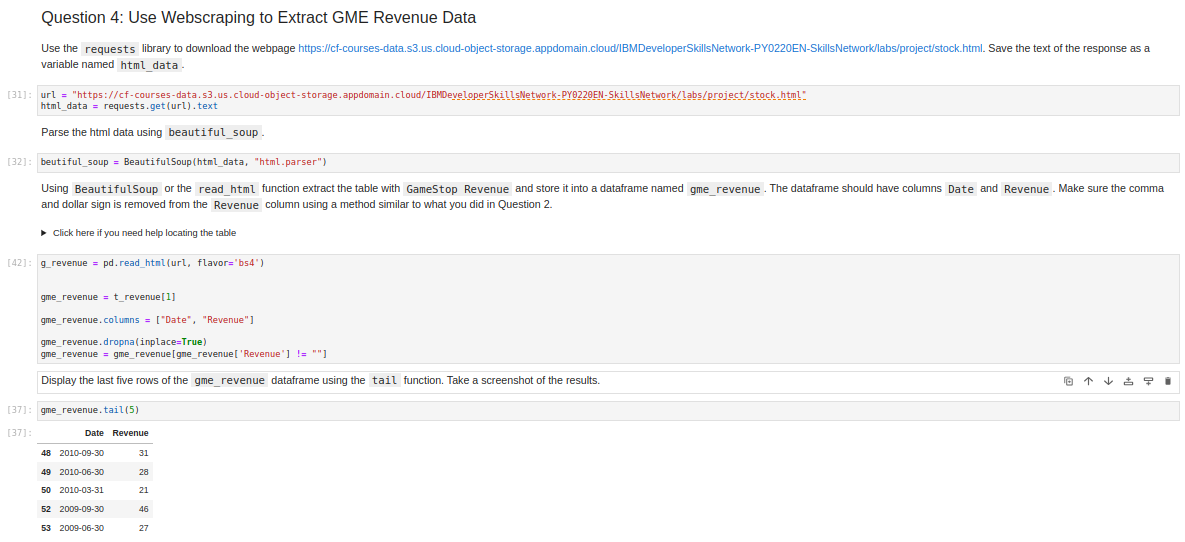 Question 4: Use Webscraping to Extract GME Revenue Data
Use the requests library to download the webpage https://cf-courses-data.s3.us.cloud-object-storage.appdomain.cloud/IBMDeveloperSkillsNetwork-PY0220EN-SkillsNetwork/labs/project/stock.html. Save the text of the response as a
variable named html_data.
[31]: url = "https://cf-courses-data.s3.us.cloud-object-storage.appdomain.cloud/IBMDeveloperSkillsNetwork-PY0220EN-SkillsNetwork/labs/project/stock.html"
html_data = requests.get(url).text
Parse the html data using beautiful_soup.
[32]: beutiful_soup = BeautifulSoup(html_data, "html.parser")
Using BeautifulSoup or the read_html function extract the table with GameStop Revenue and store it into a dataframe named gme_revenue. The dataframe should have columns Date and Revenue. Make sure the comma
and dollar sign is removed from the Revenue column using a method similar to what you did in Question 2.
▶ Click here if you need help locating the table
[42]: g_revenue = pd.read_html(url, flavor='bs4')
gme_revenue = t_revenue[1]
gme_revenue.columns = ["Date", "Revenue"]
gme_revenue.dropna(inplace=True)
gme_revenue = gme_revenue[gme_revenue['Revenue'] != ""]
Display the last five rows of the gme_revenue dataframe using the tail function. Take a screenshot of the results.
[37]: gme_revenue.tail(5)
[37]: Date Revenue
48 2010-09-30 31
49 2010-06-30 28
50 2010-03-31 21
52 2009-09-30 46
53 2009-06-30 27